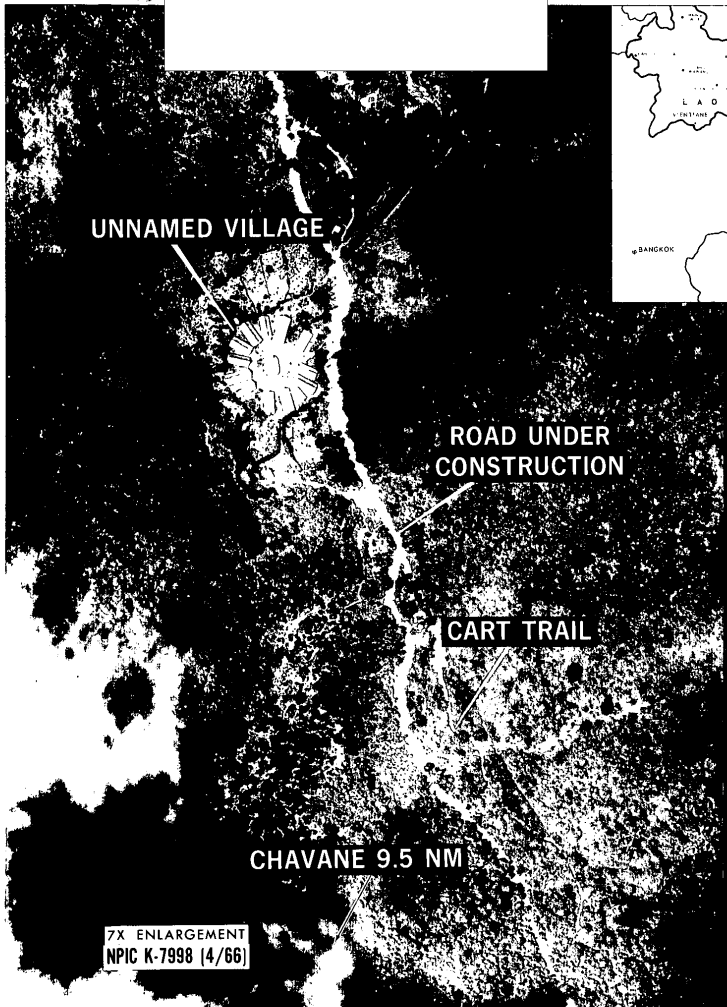 L A O
VIENTIANE
BANGKOK
UNNAMED VILLAGE
ROAD UNDER
CONSTRUCTION
CART TRAIL
CHAVANE 9.5 NM
7X ENLARGEMENT
NPIC K-7998 (4/66)